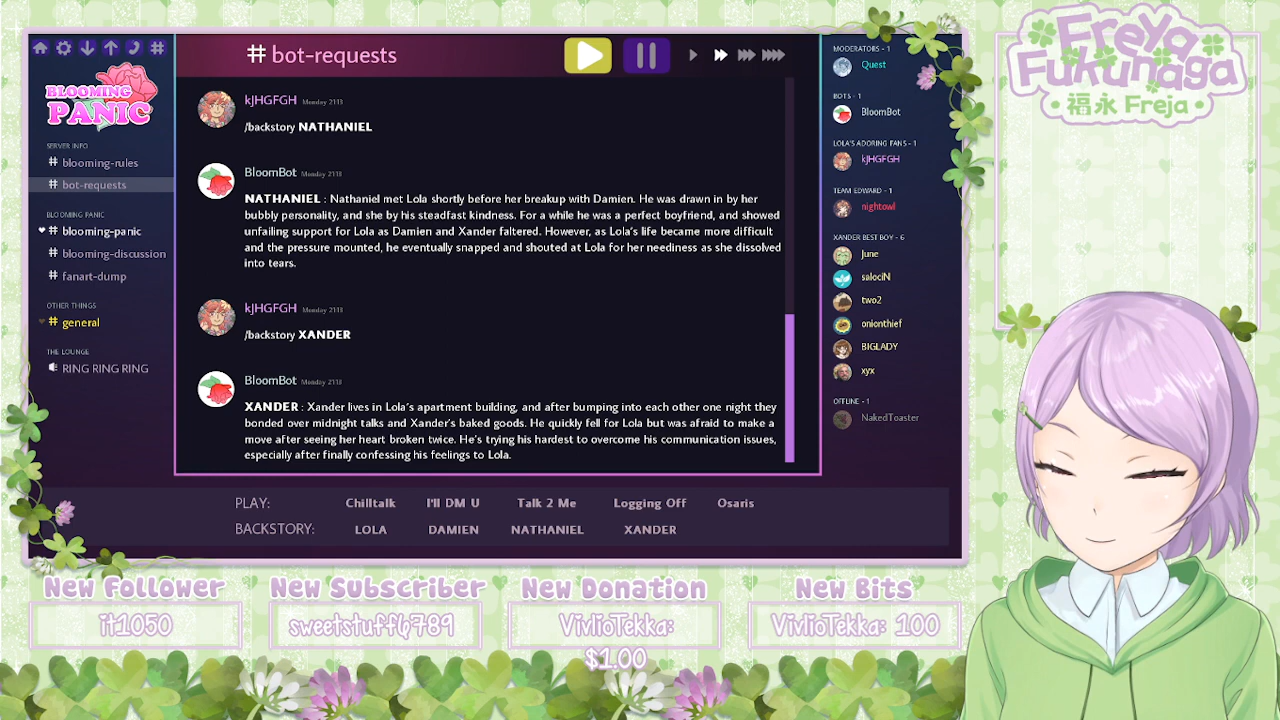 # bot-requests
BLOOMING
PANIC
SERVER INFO
# blooming-rules
# bot-requests
BLOOMING PANIC
# blooming-panic
# blooming-discussion
# fanart-dump
OTHER THINGS
# general
THE LOUNGE
RING RING RING
kJHGFGH Monday 21:13
/backstory NATHANIEL
BloomBot Monday 21:13
NATHANIEL : Nathaniel met Lola shortly before her breakup with Damien. He was drawn in by her
bubbly personality, and she by his steadfast kindness. For a while he was a perfect boyfriend, and showed
unfailing support for Lola as Damien and Xander faltered. However, as Lola's life became more difficult
and the pressure mounted, he eventually snapped and shouted at Lola for her neediness as she dissolved
into tears.
kJHGFGH Monday 21:13
/backstory XANDER
BloomBot Monday 21:13
XANDER : Xander lives in Lola's apartment building, and after bumping into each other one night they
bonded over midnight talks and Xander's baked goods. He quickly fell for Lola but was afraid to make a
move after seeing her heart broken twice. He's trying his hardest to overcome his communication issues,
especially after finally confessing his feelings to Lola.
PLAY: Chilltalk I'll DM U Talk 2 Me Logging Off Osaris
BACKSTORY: LOLA DAMIEN NATHANIEL XANDER
MODERATORS - 1
Quest
BOTS - 1
BloomBot
LOLA'S ADORING FANS - 1
kJHGFGH
TEAM EDWARD - 1
nightowl
XANDER BEST BOY - 6
June
salociN
two2
onionthief
BIGLADY
xyx
OFFLINE - 1
NakedToaster
Freya
Fukunaga
福永 Freja
New Follower
it1050
New Subscriber
sweetstuff6789
New Donation
VivlioTekka:
$1.00
New Bits
VivlioTekka: 100